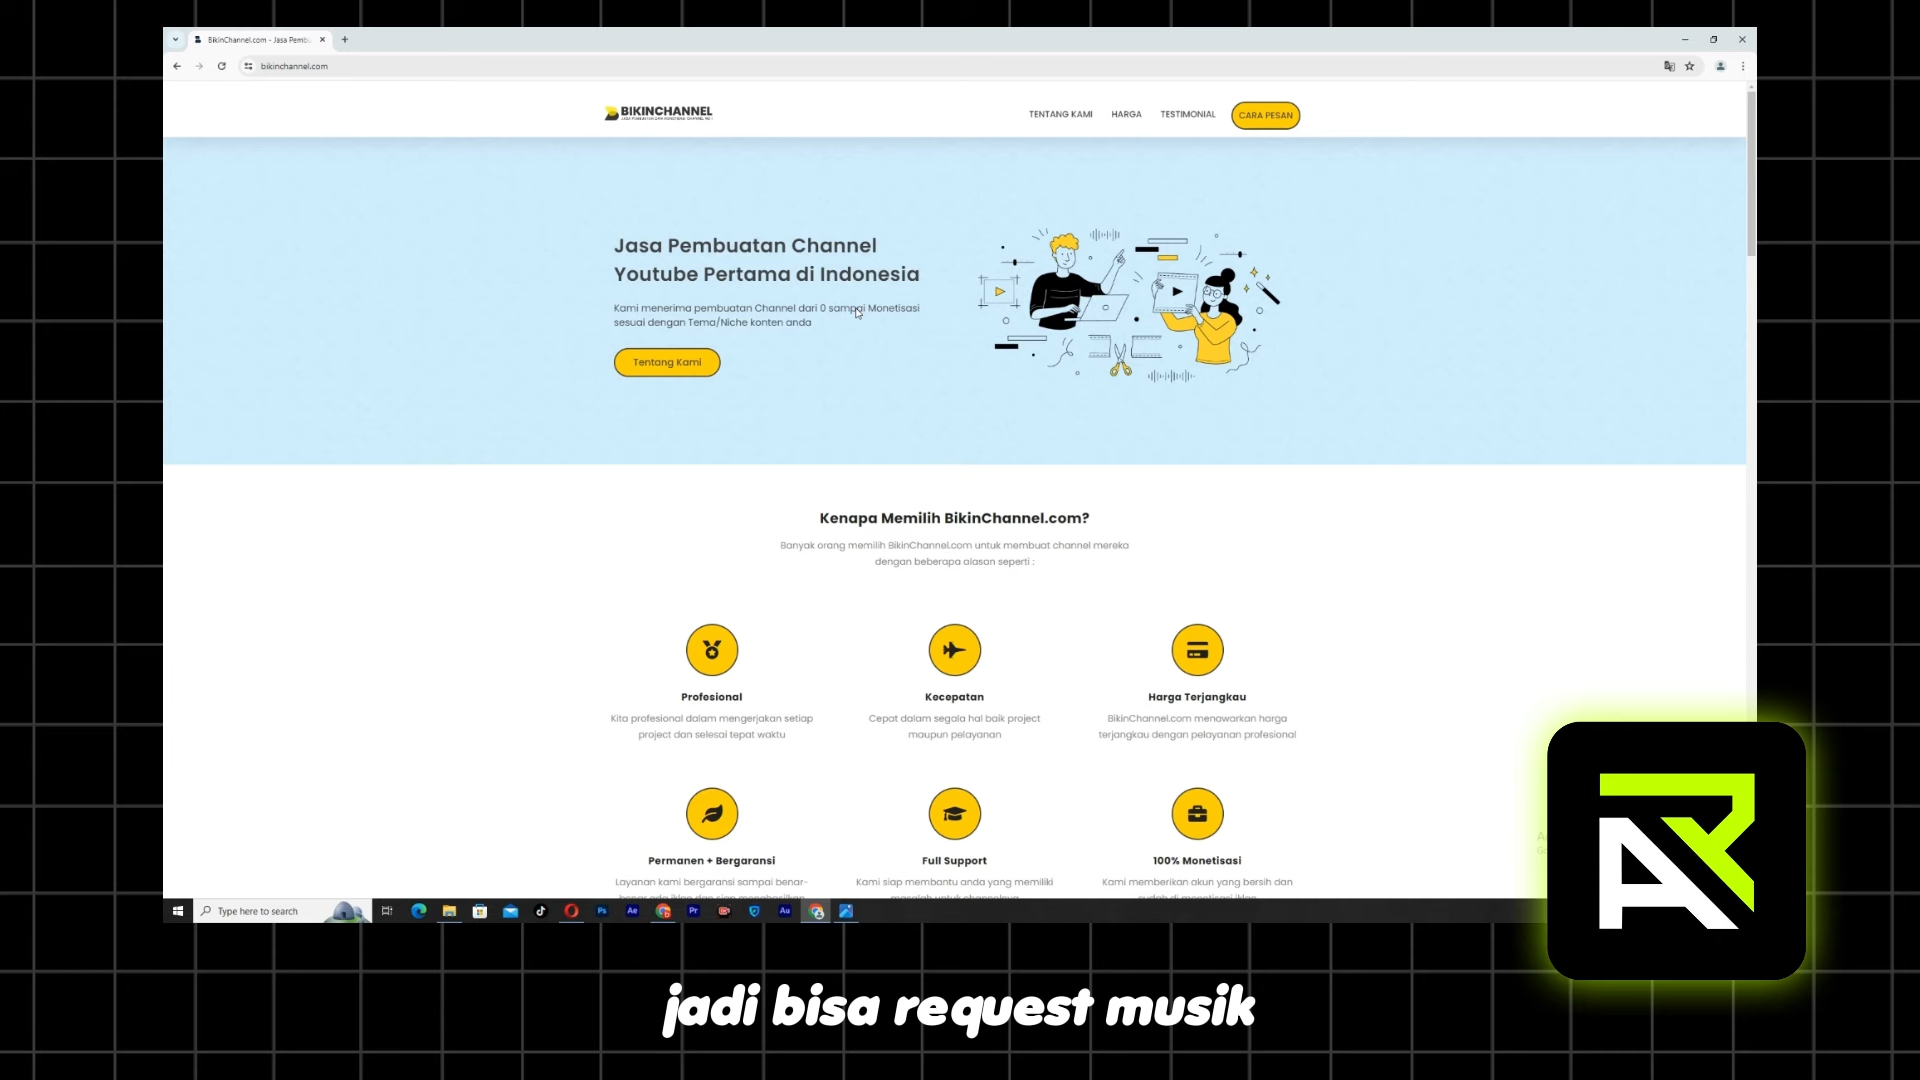 BikinChannel.com - Jasa Pemb
bikinchannel.com
BIKINCHANNEL
TENTANG KAMI
HARGA
TESTIMONIAL
CARA PESAN
Jasa Pembuatan Channel
Youtube Pertama di Indonesia
Kami menerima pembuatan Channel dari 0 sampai Monetisasi
sesuai dengan Tema/Niche konten anda
Tentang Kami
Kenapa Memilih BikinChannel.com?
Banyak orang memilih BikinChannel.com untuk membuat channel mereka
dengan beberapa alasan seperti :
Profesional
Kita profesional dalam mengerjakan setiap
project dan selesai tepat waktu
Kecepatan
Cepat dalam segala hal baik project
maupun pelayanan
Harga Terjangkau
BikinChannel.com menawarkan harga
terjangkau dengan pelayanan profesional
Permanen + Bergaransi
Layanan kami bergaransi sampai benar-
Full Support
Kami siap membantu anda yang memiliki
100% Monetisasi
Kami memberikan akun yang bersih dan
Type here to search
Ps
Ae
Pr
Au
AR
jadi bisa request musik